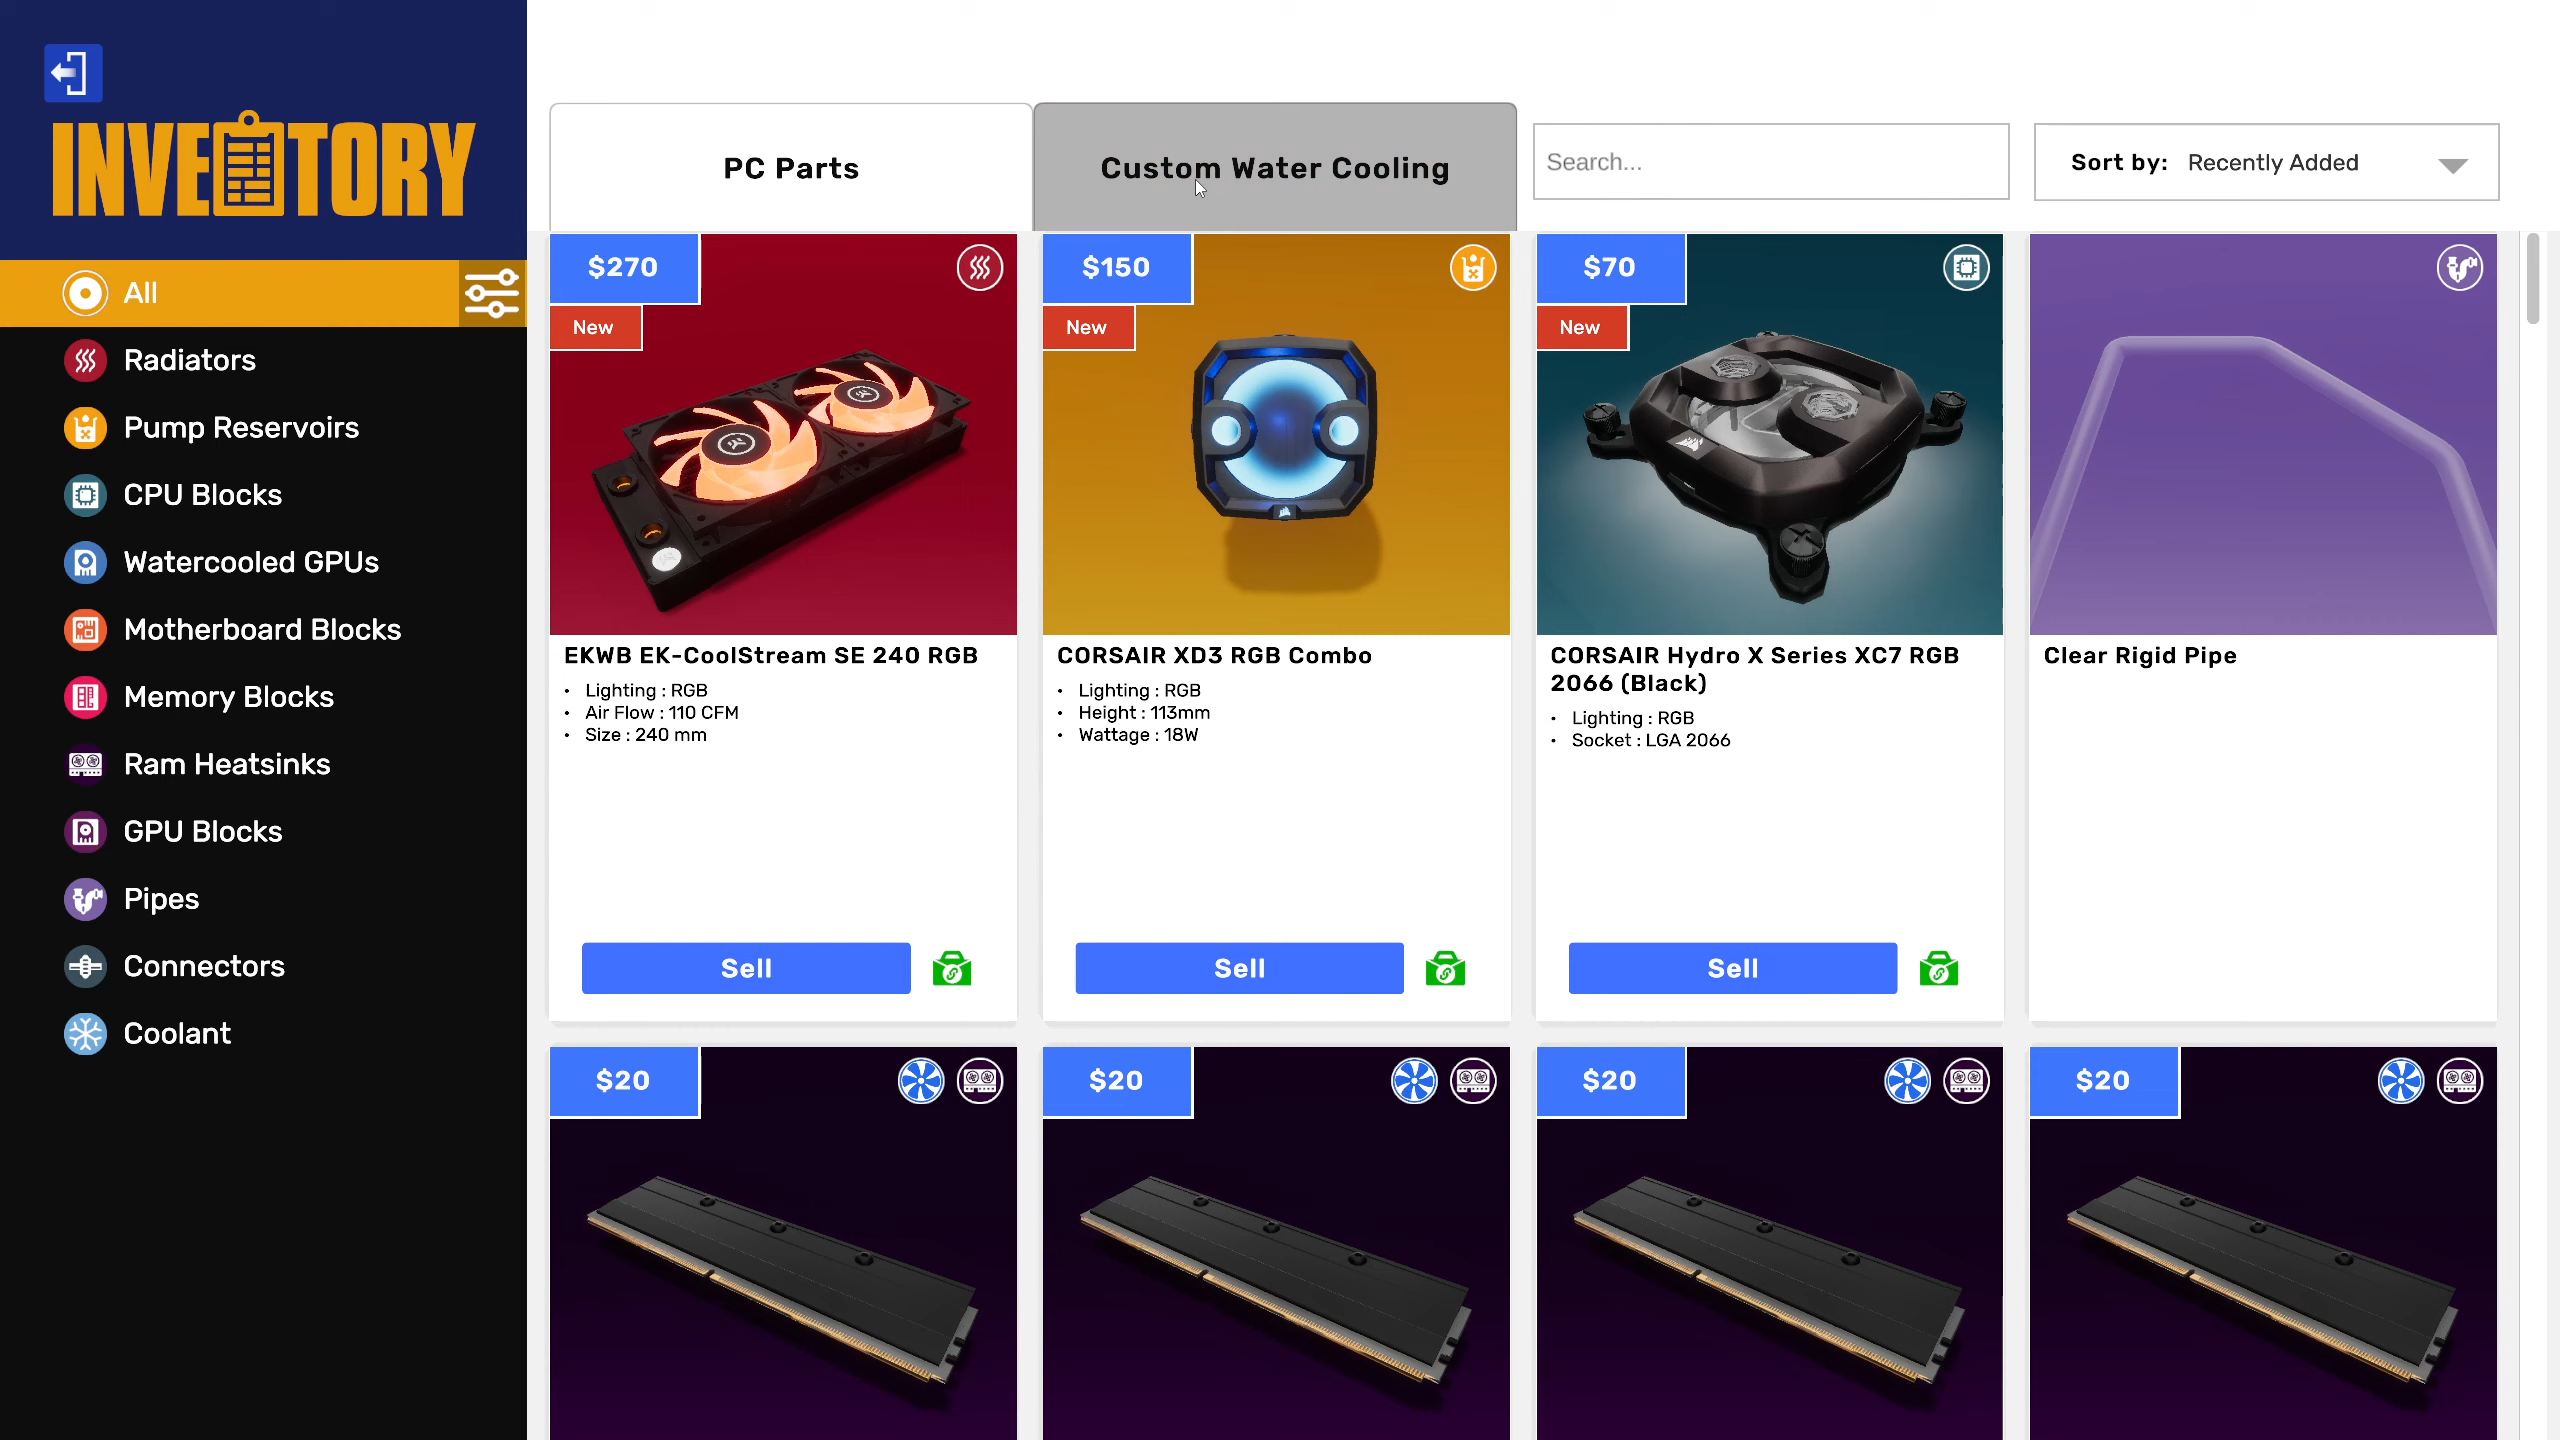 INVENTORY
PC Parts
Custom Water Cooling
Search...
Sort by: Recently Added
All
Radiators
Pump Reservoirs
CPU Blocks
Watercooled GPUs
Motherboard Blocks
Memory Blocks
Ram Heatsinks
GPU Blocks
Pipes
Connectors
Coolant
$270
New
EKWB EK-CoolStream SE 240 RGB
• Lighting : RGB
• Air Flow : 110 CFM
• Size : 240 mm
Sell
$150
New
CORSAIR XD3 RGB Combo
• Lighting : RGB
• Height : 113mm
• Wattage : 18W
Sell
$70
New
CORSAIR Hydro X Series XC7 RGB
2066 (Black)
• Lighting : RGB
• Socket : LGA 2066
Sell
Clear Rigid Pipe
$20
$20
$20
$20